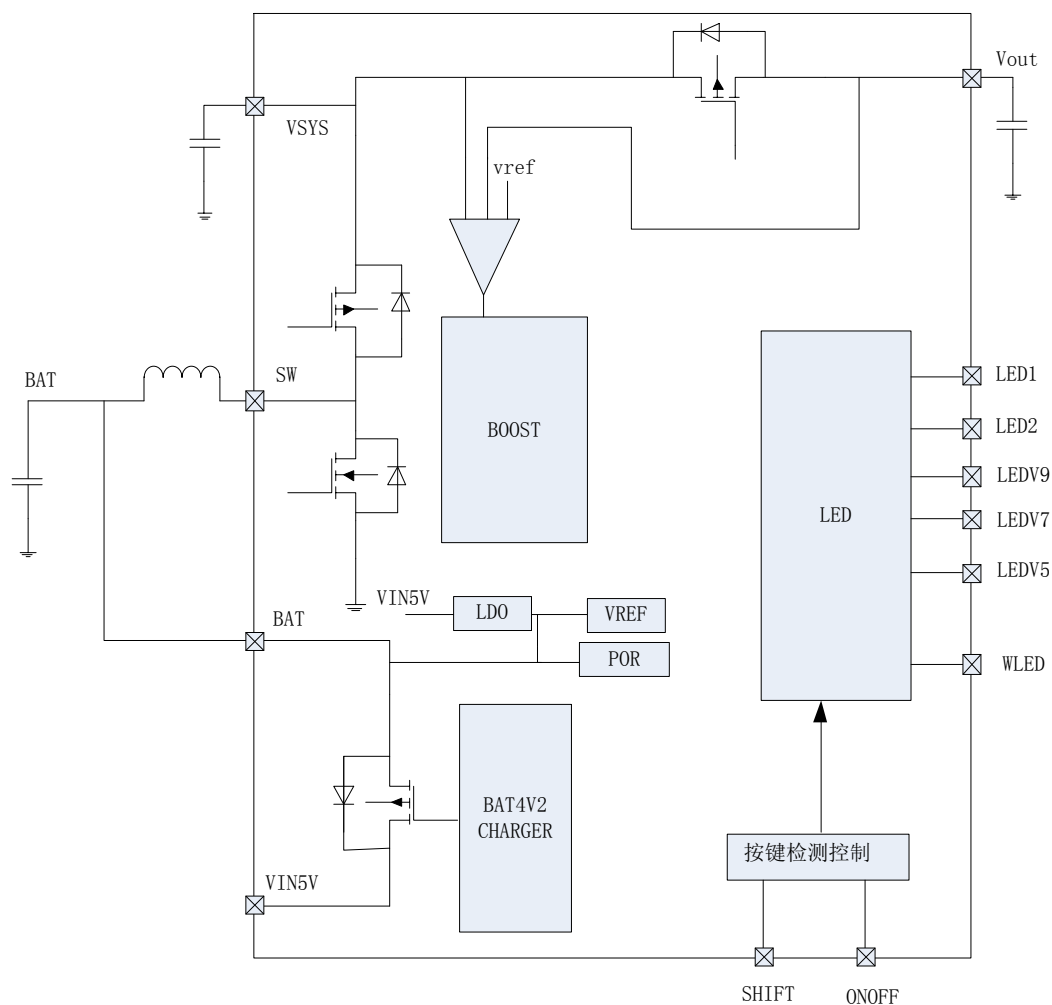 Vout
VSYS
vref
BAT
SW
BOOST
LED
LED1
LED2
LEDV9
LEDV7
LEDV5
WLED
VIN5V
LDO
VREF
POR
BAT
BAT4V2
CHARGER
VIN5V
按键检测控制
SHIFT
ONOFF